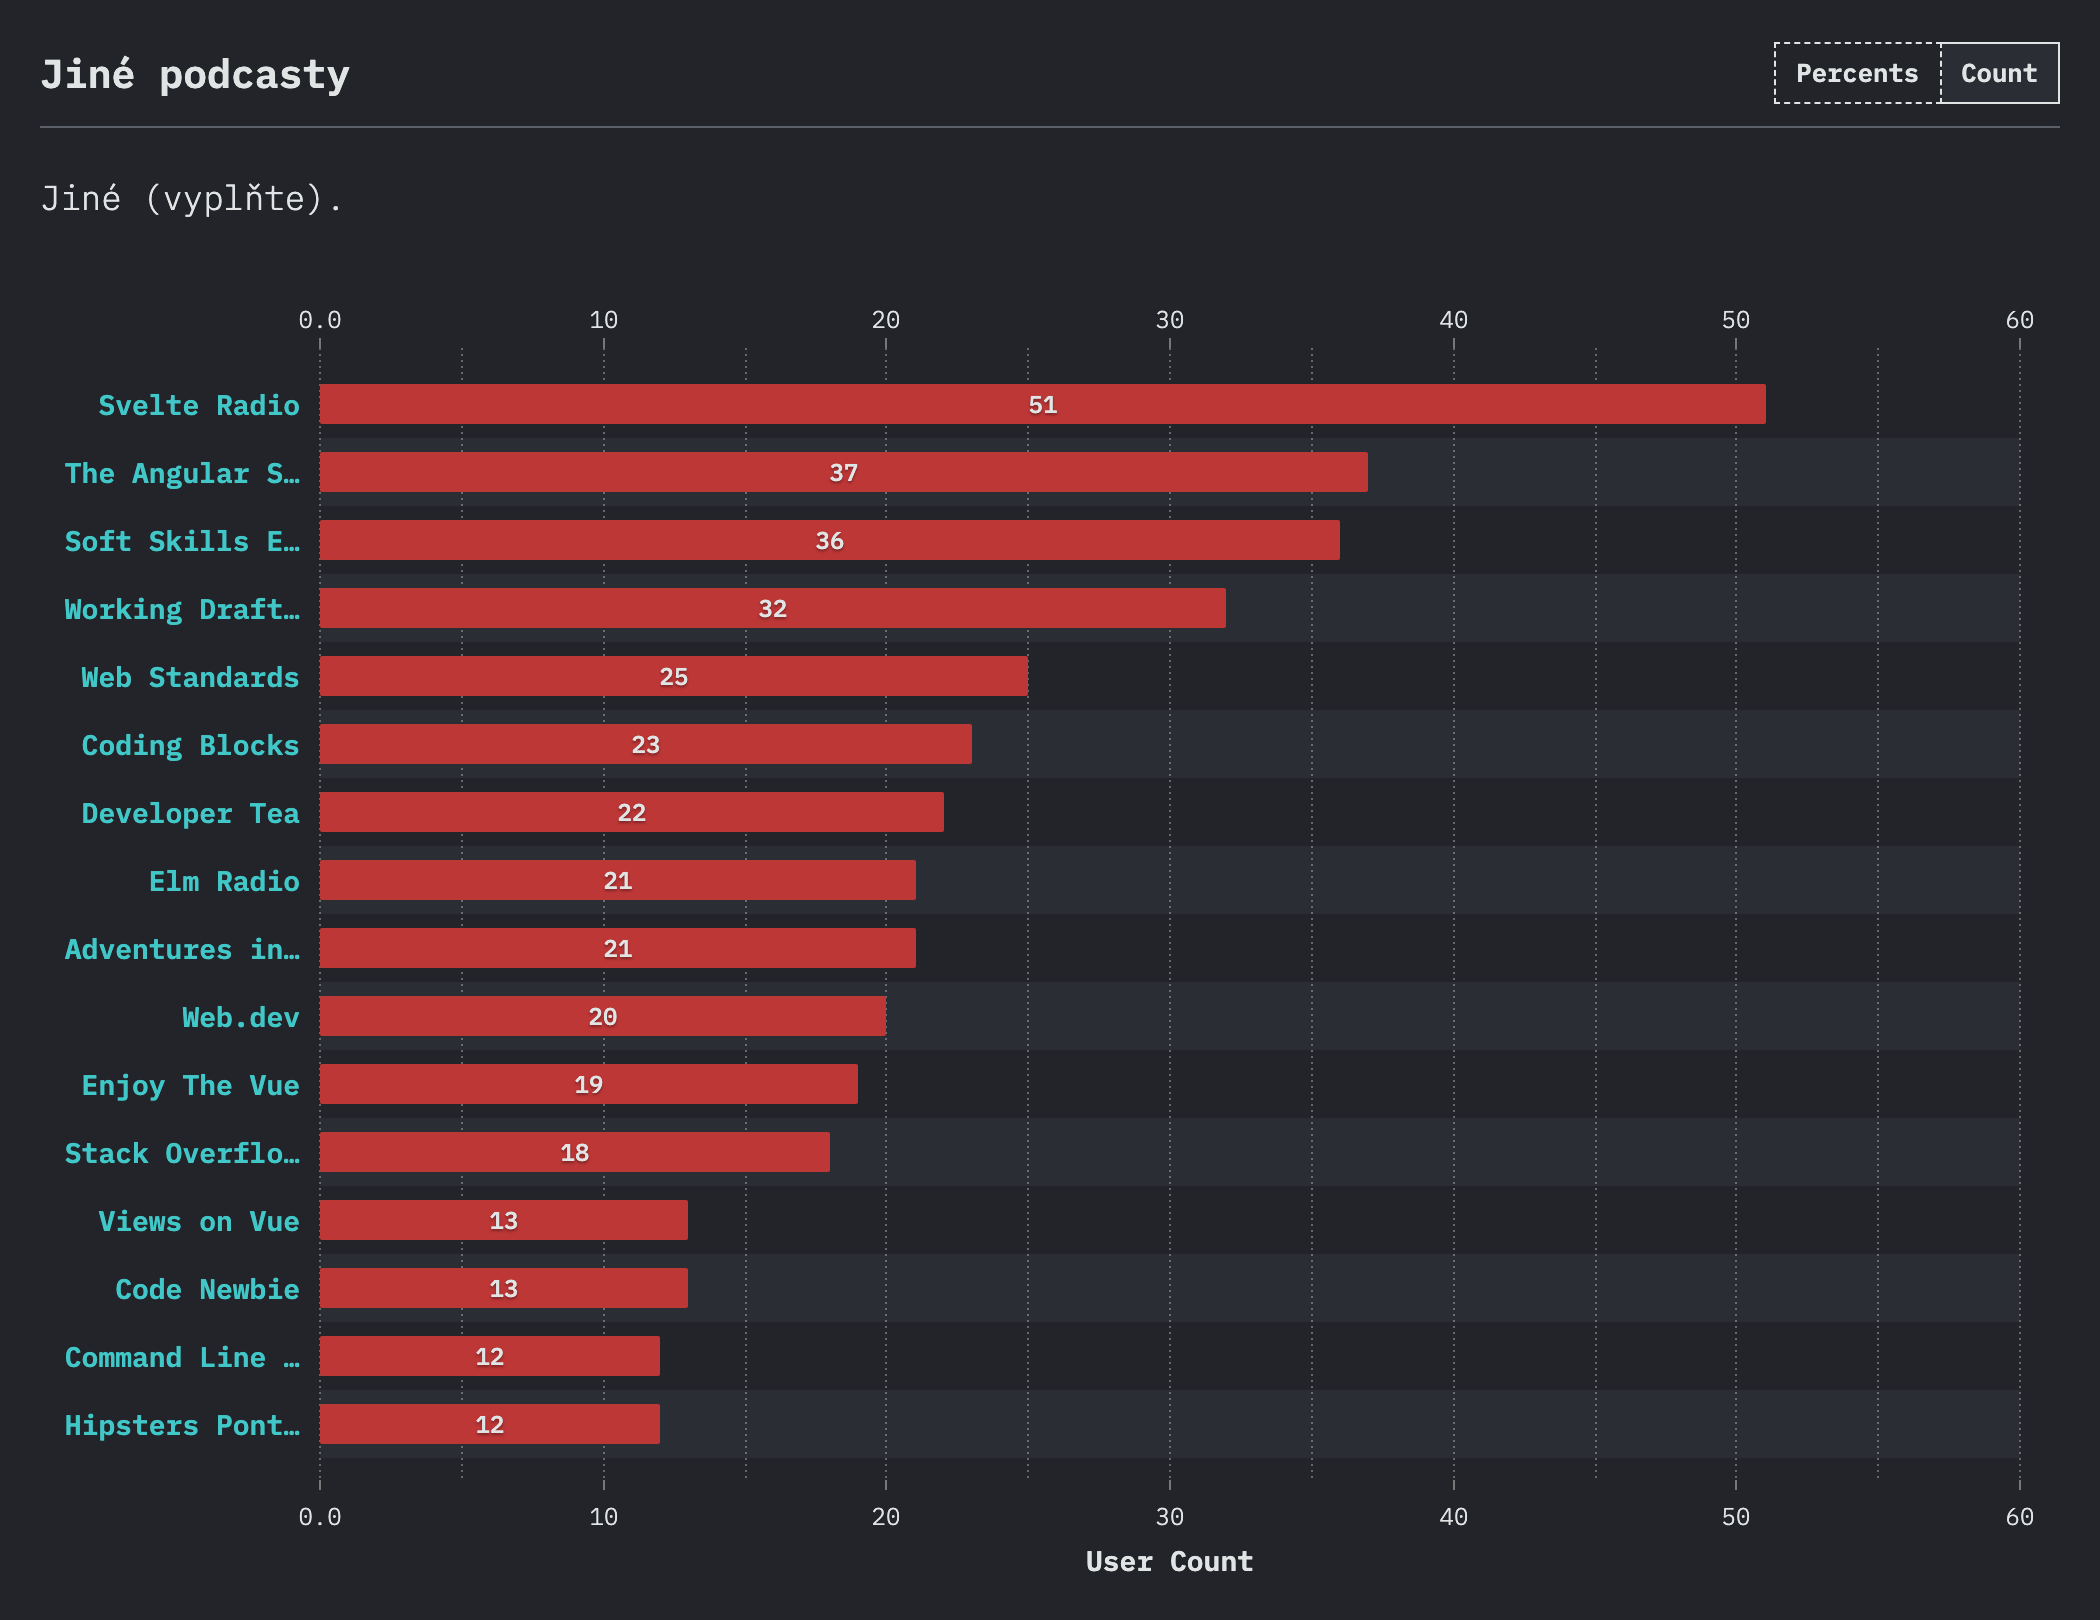 Jiné podcasty
Percents Count
Jiné (vyplňte).
0.0 10 20 30 40 50 60
Svelte Radio 51
The Angular S… 37
Soft Skills E… 36
Working Draft… 32
Web Standards 25
Coding Blocks 23
Developer Tea 22
Elm Radio 21
Adventures in… 21
Web.dev 20
Enjoy The Vue 19
Stack Overflo… 18
Views on Vue 13
Code Newbie 13
Command Line … 12
Hipsters Pont… 12
0.0 10 20 30 40 50 60
User Count